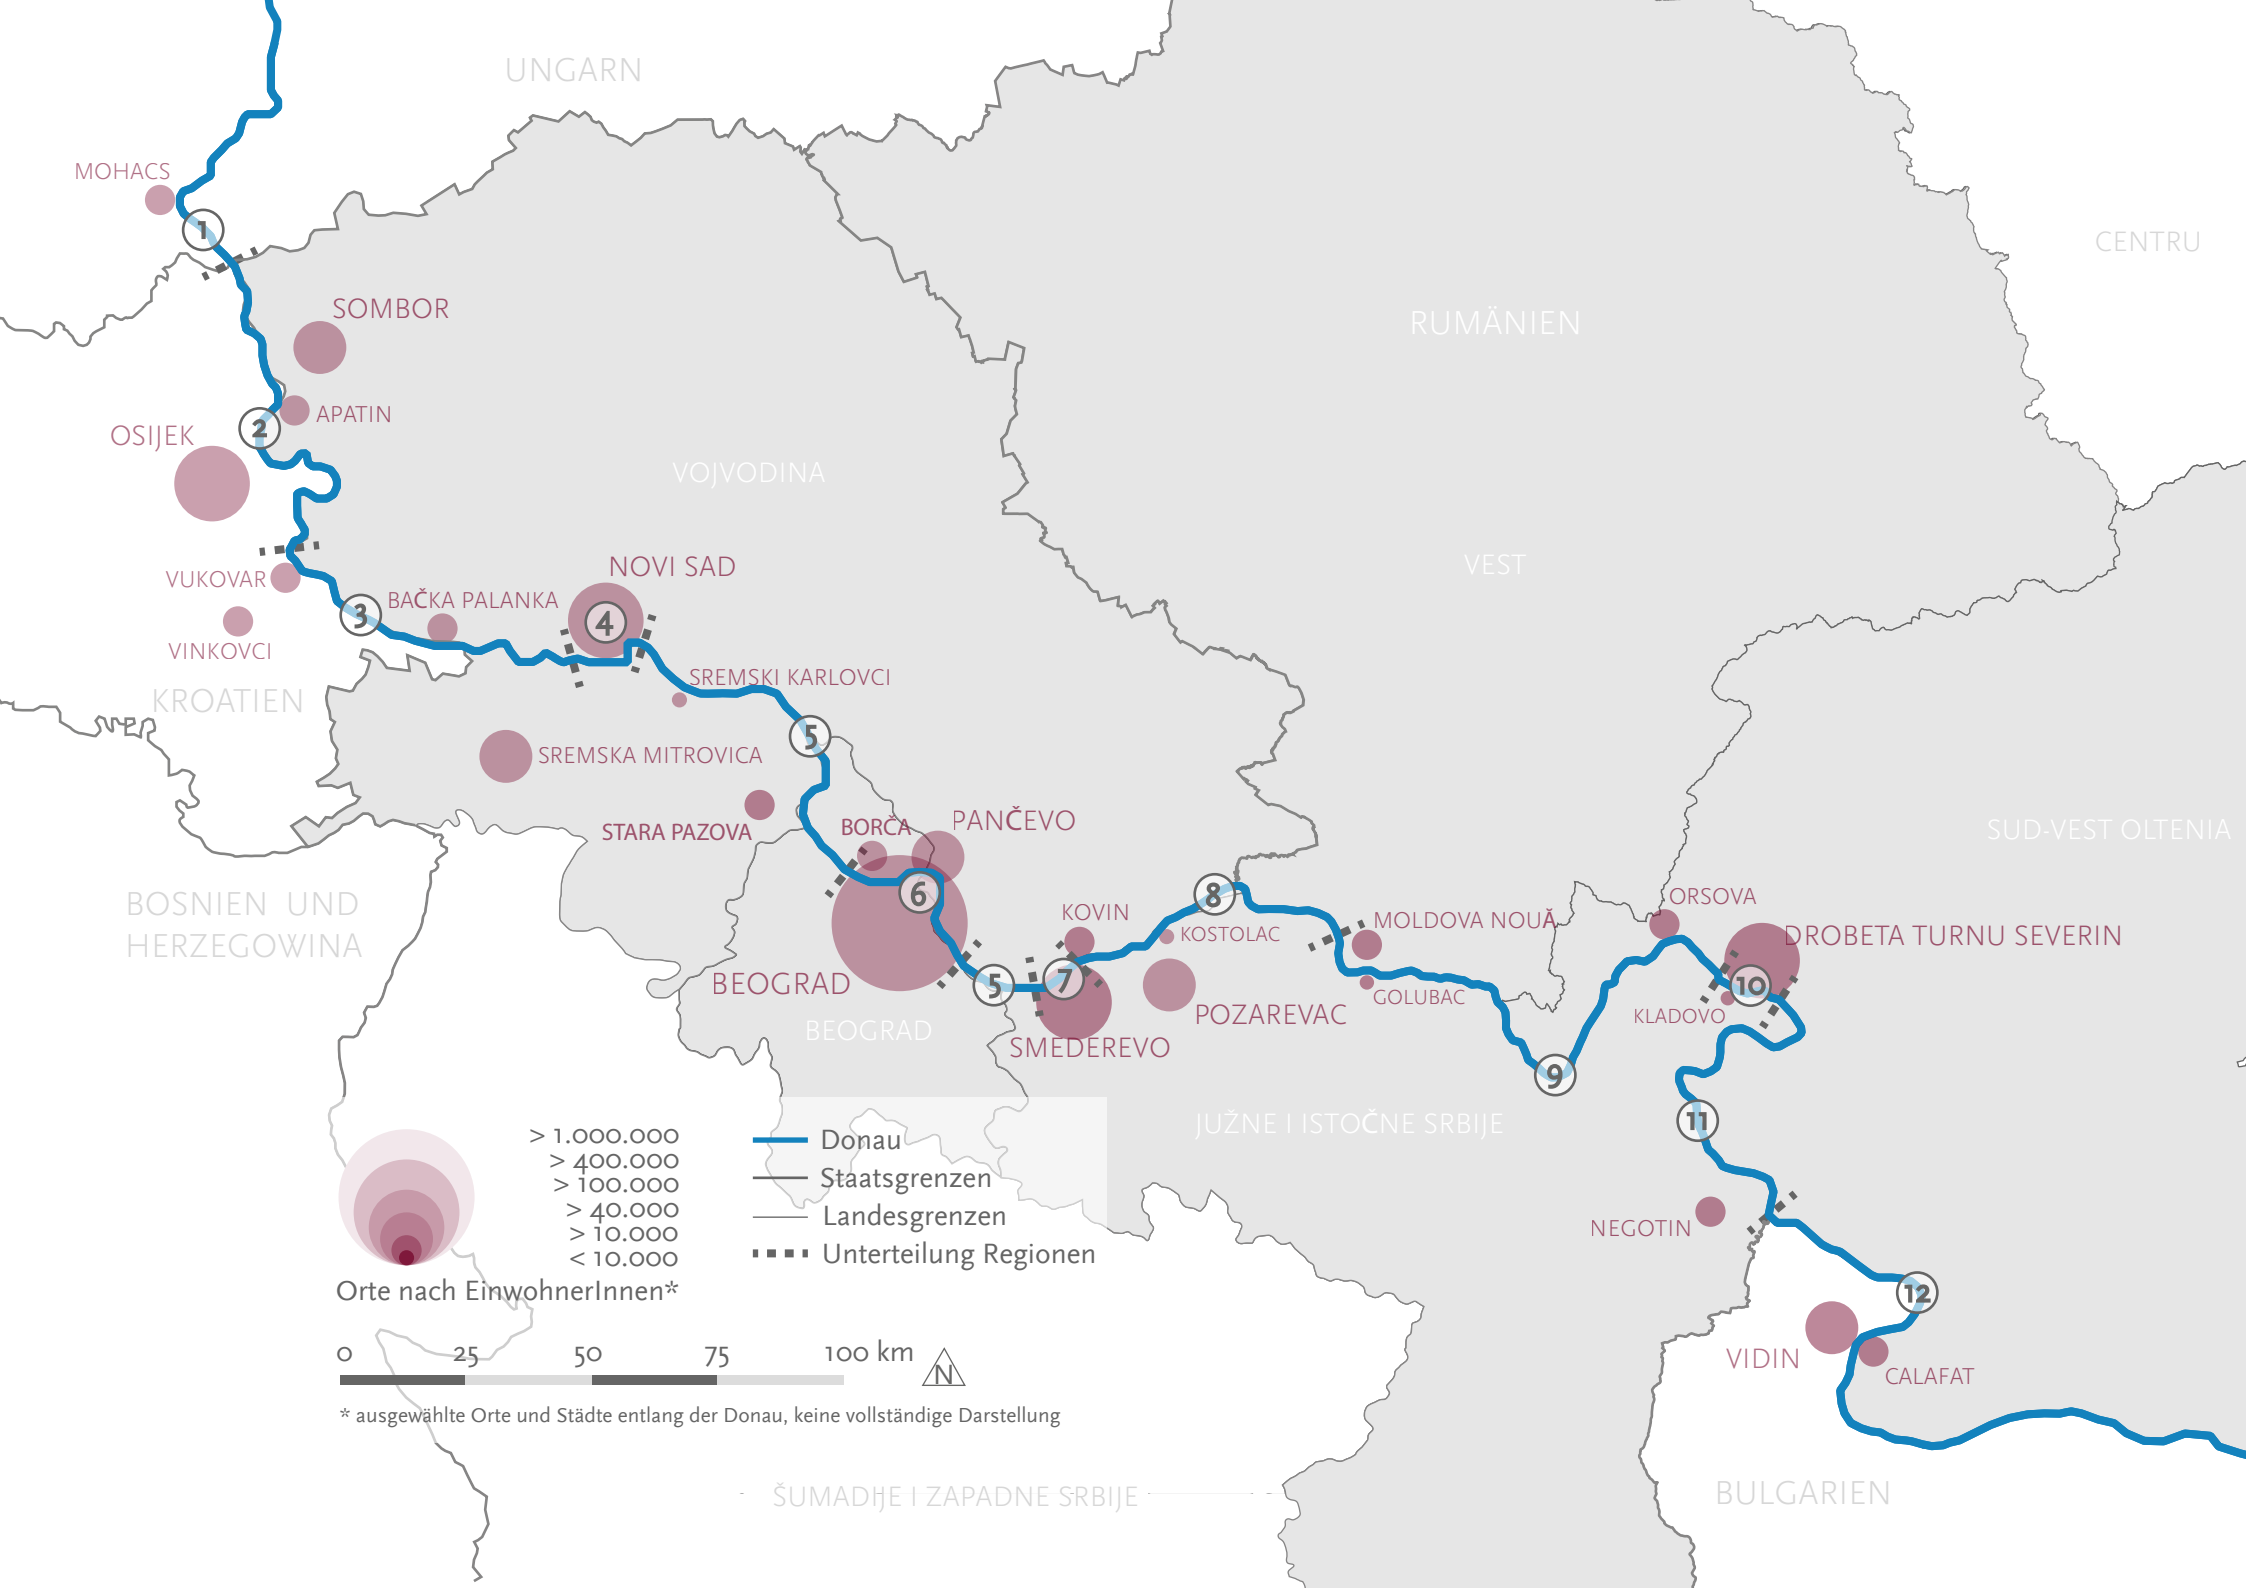 UNGARN
MOHACS
1
CENTRU
SOMBOR
RUMÄNIEN
APATIN
2
OSIJEK
VOJVODINA
NOVI SAD
VEST
VUKOVAR
BAČKA PALANKA
3
4
VINKOVCI
SREMSKI KARLOVCI
KROATIEN
5
SREMSKA MITROVICA
STARA PAZOVA
BORČA
PANČEVO
SUD-VEST OLTENIA
BOSNIEN UND
HERZEGOWINA
6
8
ORSOVA
KOVIN
KOSTOLAC
MOLDOVA NOUĂ
DROBETA TURNU SEVERIN
BEOGRAD
5
7
10
GOLUBAC
POZAREVAC
KLADOVO
BEOGRAD
SMEDEREVO
9
JUŽNE I ISTOČNE SRBIJE
11
NEGOTIN
12
VIDIN
CALAFAT
> 1.000.000
> 400.000
> 100.000
> 40.000
> 10.000
< 10.000
Orte nach EinwohnerInnen*
Donau
Staatsgrenzen
Landesgrenzen
Unterteilung Regionen
0 25 50 75 100 km
N
* ausgewählte Orte und Städte entlang der Donau, keine vollständige Darstellung
ŠUMADIJE I ZAPADNE SRBIJE
BULGARIEN